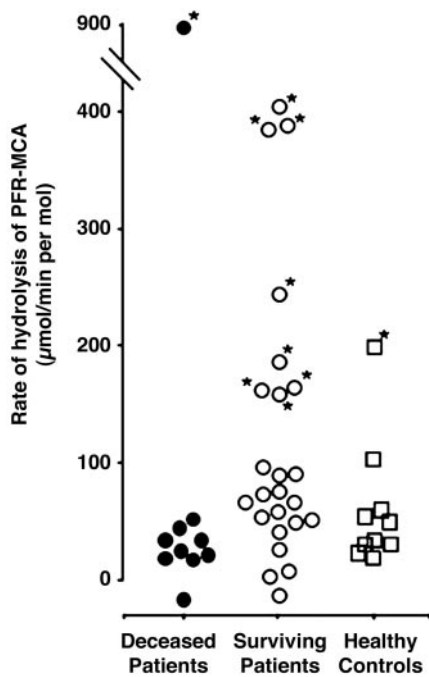 Rate of hydrolysis of PFR-MCA
(µmol/min per mol)
900
400
300
200
100
0
Deceased Patients
Surviving Patients
Healthy Controls